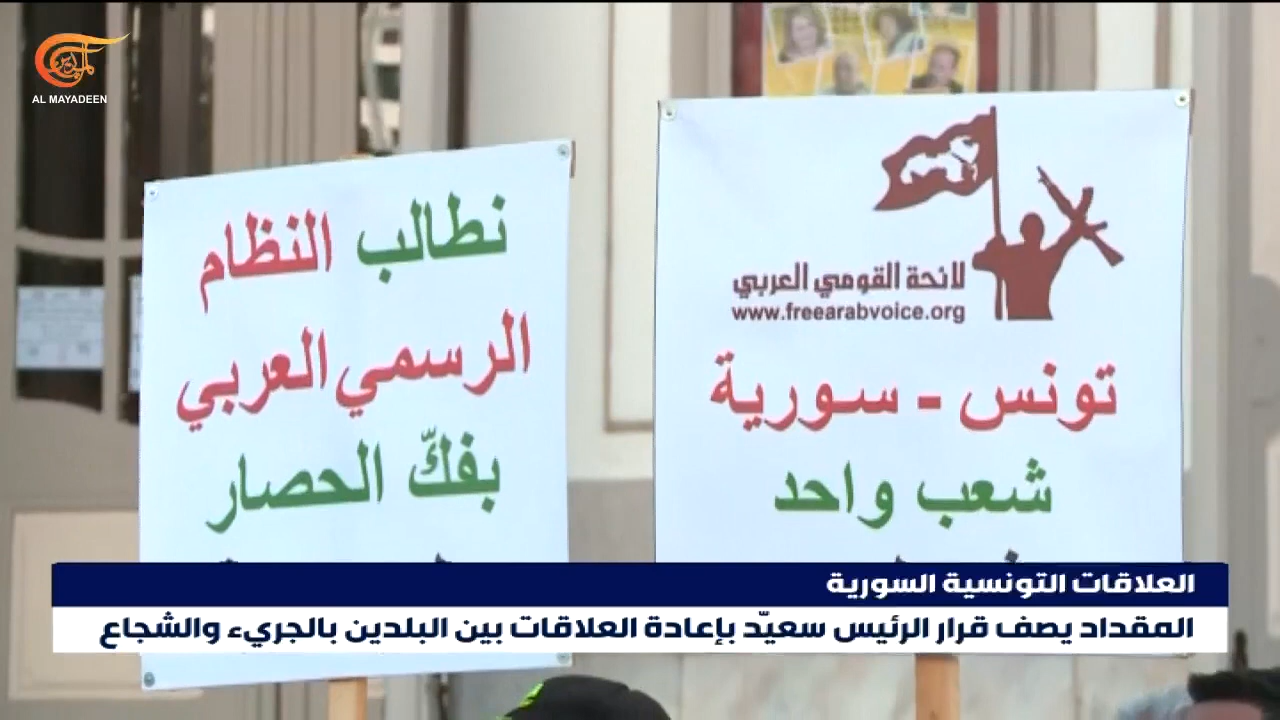 AL MAYADEEN
نطالب النظام
الرسمي العربي
بفكّ الحصار
لائحة القومي العربي
www.freearabvoice.org
تونس - سورية
شعب واحد
العلاقات التونسية السورية
المقداد يصف قرار الرئيس سعيّد بإعادة العلاقات بين البلدين بالجريء والشجاع